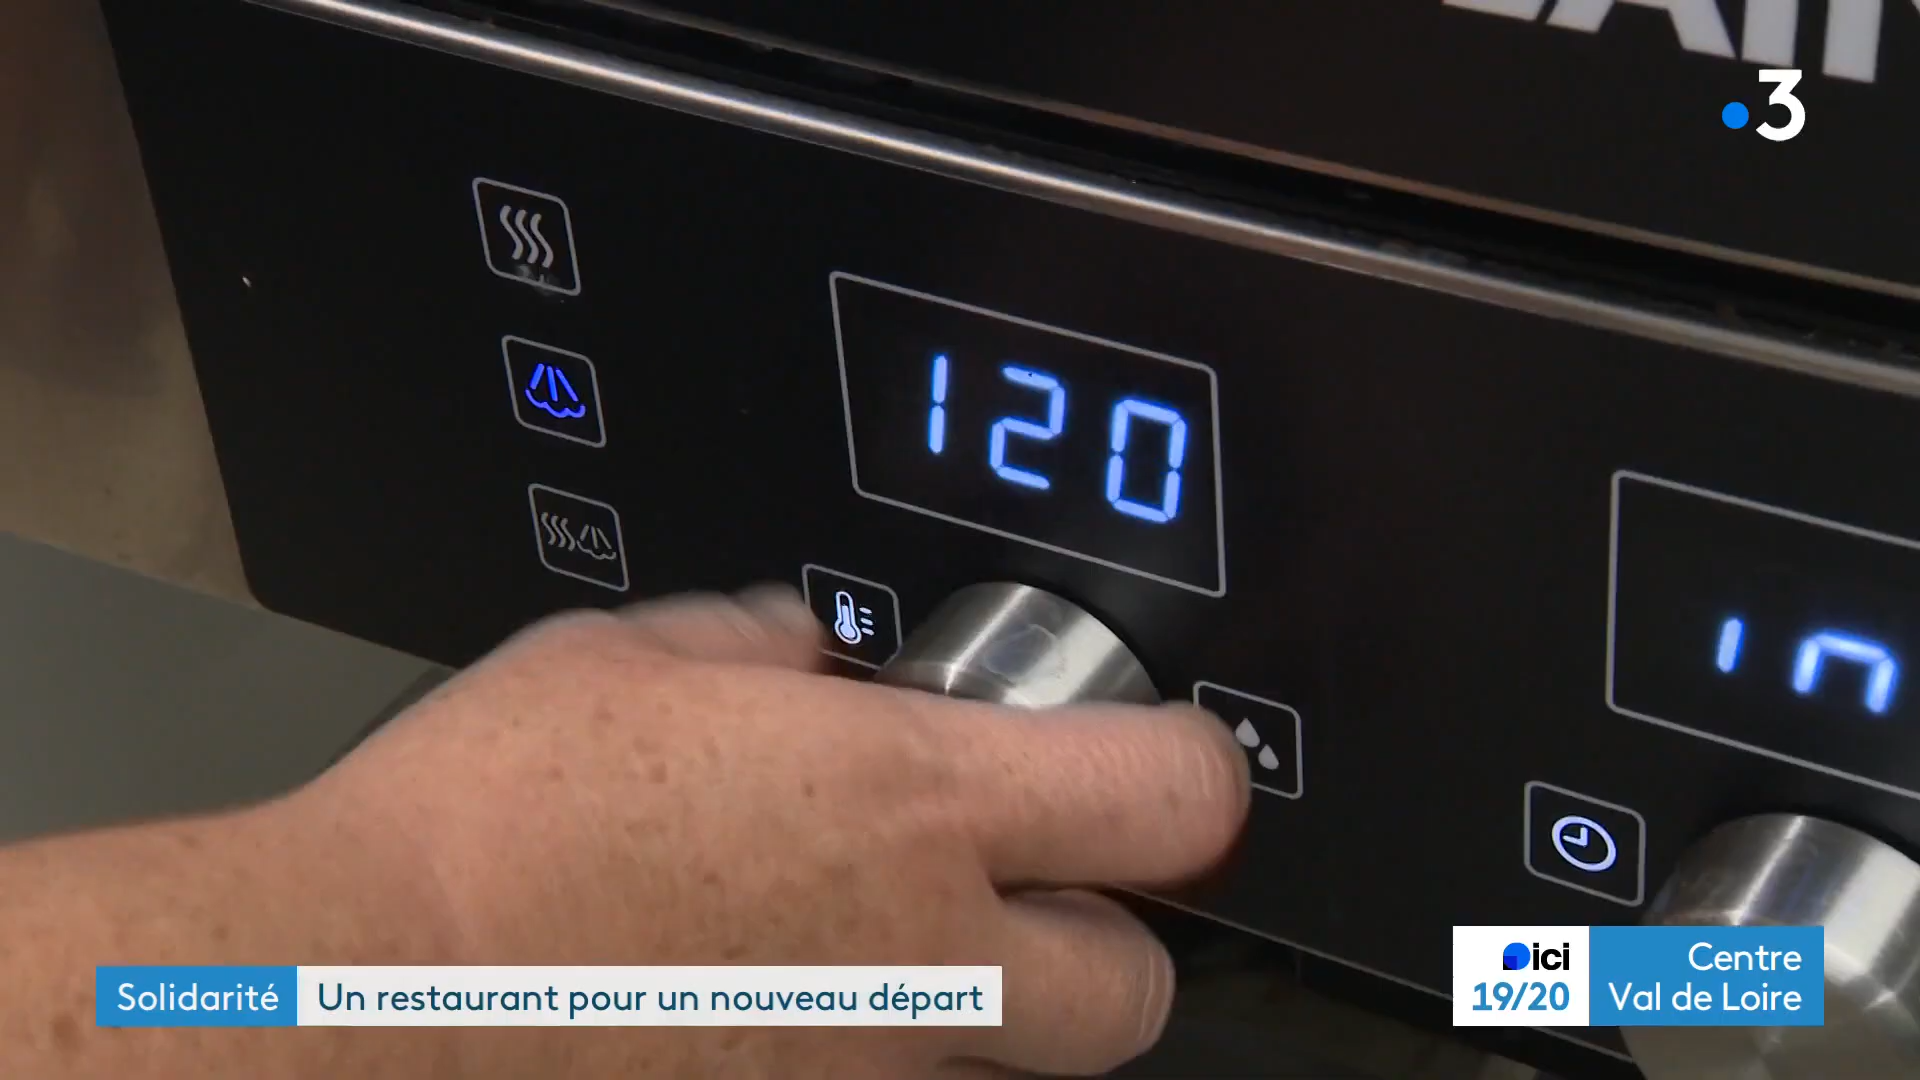 3
120
in
Solidarité
Un restaurant pour un nouveau départ
ici
19/20
Centre
Val de Loire